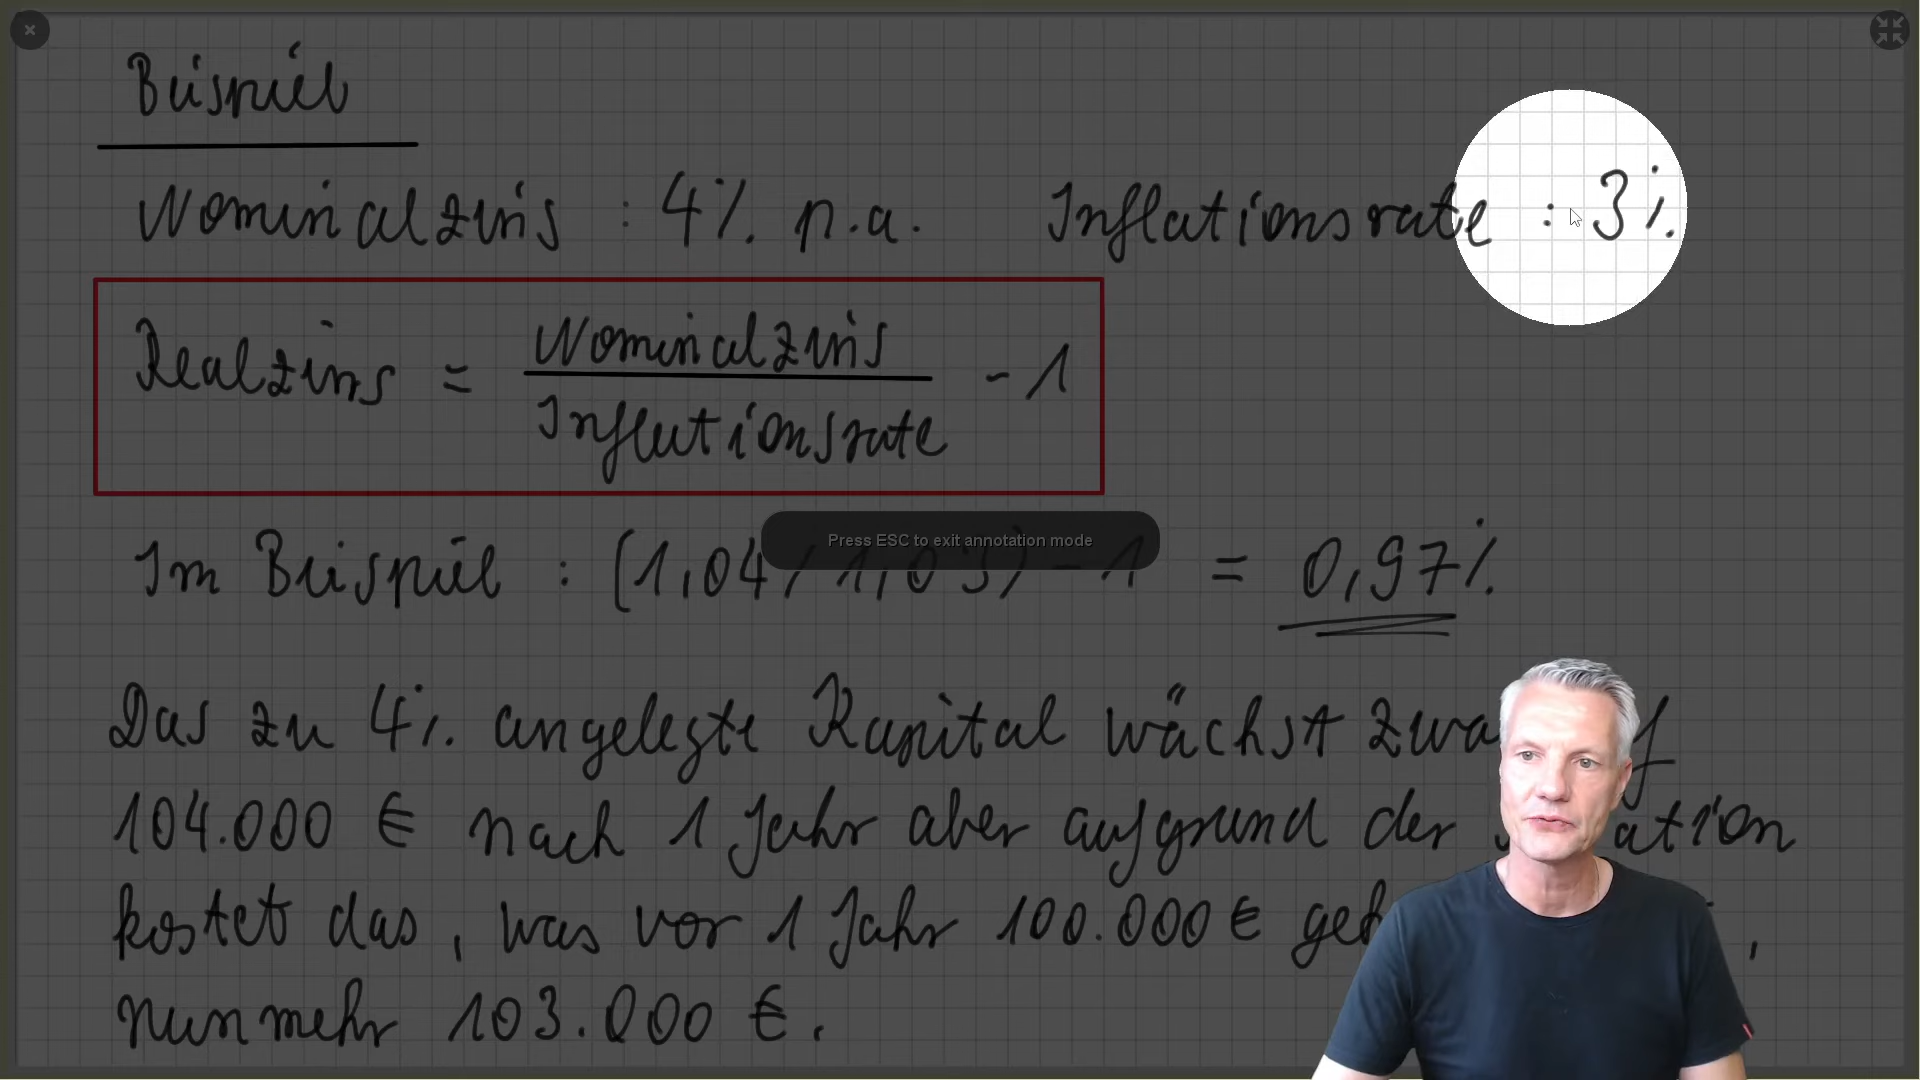 Beispiel
Nominalzins : 4% p.a. Inflationsrate : 3%
Realzins = Nominalzins / Inflationsrate - 1
Press ESC to exit annotation mode
Im Beispiel : (1,04 / 1,03) - 1 = 0,97%
Das zu 4% angelegte Kapital wächst
104.000 € nach 1 Jahr aber aufgrund der
kostet das, was vor 1 Jahr 100.000 €
nunmehr 103.000 €.